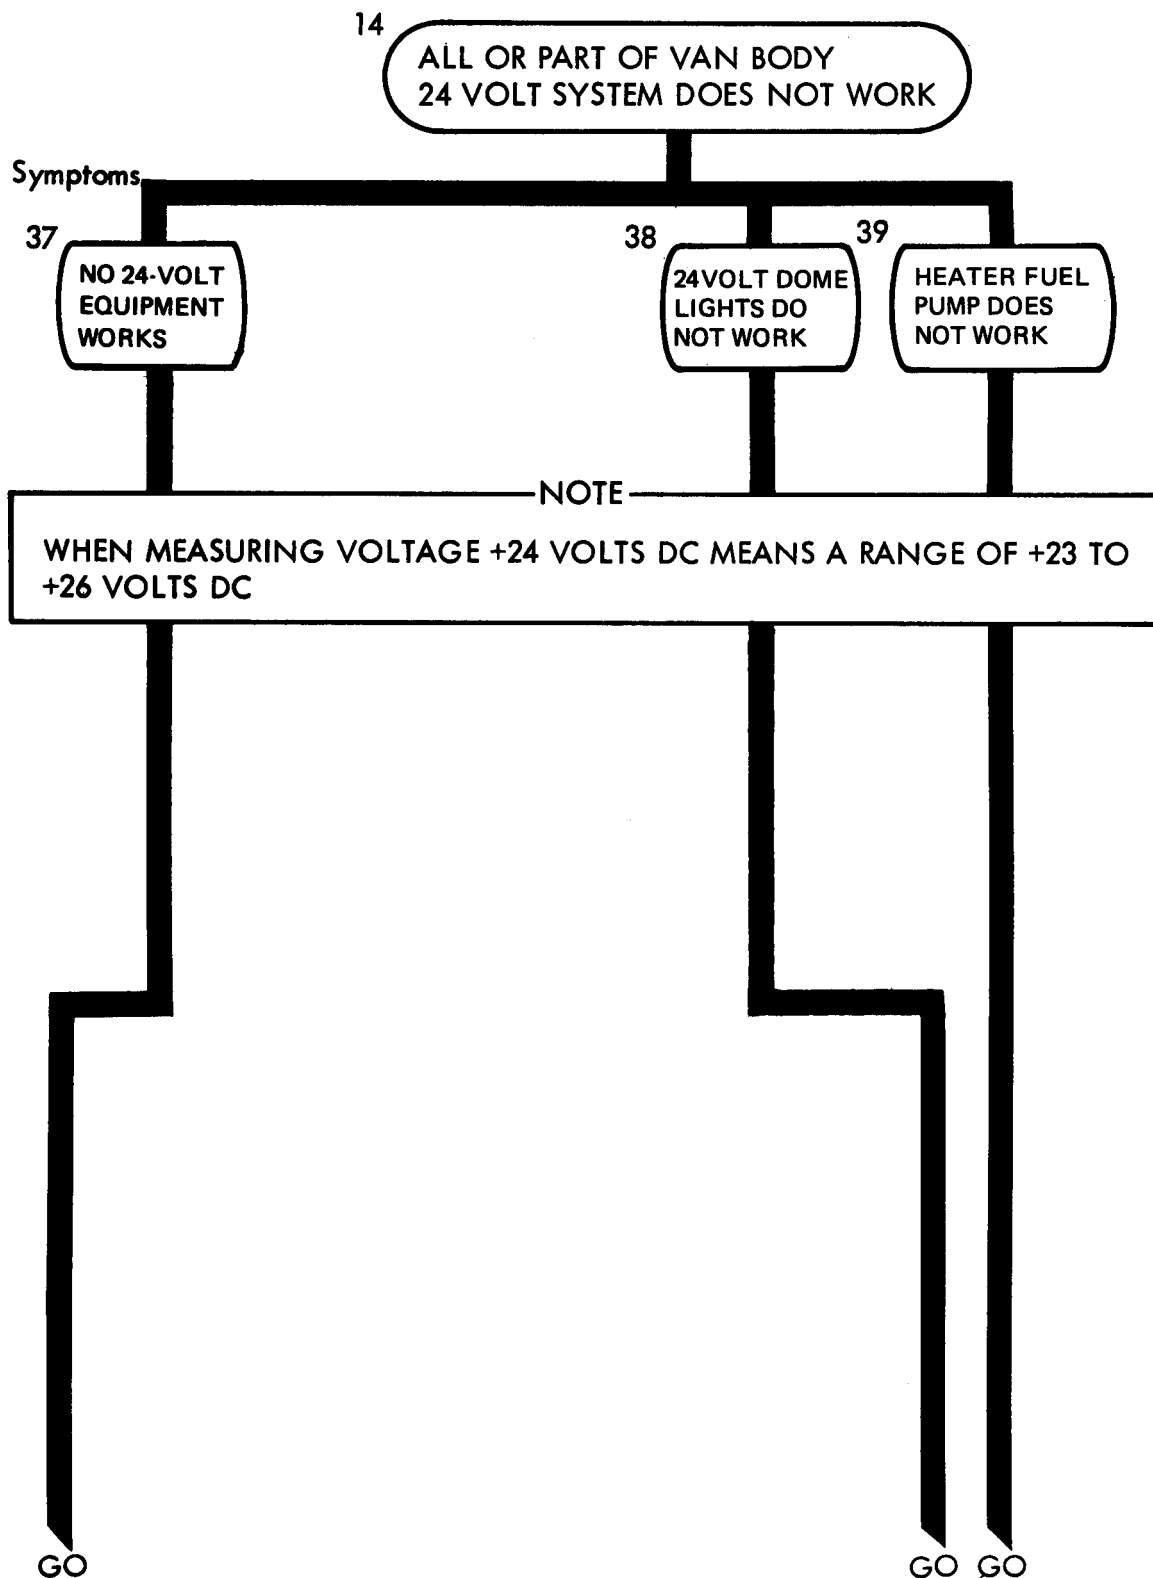 14
ALL OR PART OF VAN BODY
24 VOLT SYSTEM DOES NOT WORK
Symptoms
37
NO 24-VOLT
EQUIPMENT
WORKS
38
24VOLT DOME
LIGHTS DO
NOT WORK
39
HEATER FUEL
PUMP DOES
NOT WORK
NOTE
WHEN MEASURING VOLTAGE +24 VOLTS DC MEANS A RANGE OF +23 TO
+26 VOLTS DC
GO
GO
GO